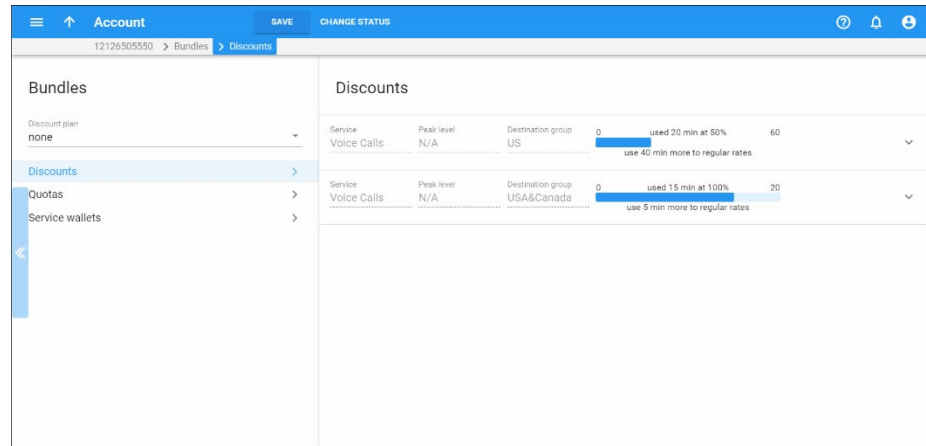 Account SAVE CHANGE STATUS
12126505550 > Bundles > Discounts
Bundles
Discount plan
none
Discounts
Quotas
Service wallets
Discounts
Service Peak level Destination group 0 used 20 min at 50% 60
Voice Calls N/A US
use 40 min more to regular rates
Service Peak level Destination group 0 used 15 min at 100% 20
Voice Calls N/A USA&Canada
use 5 min more to regular rates